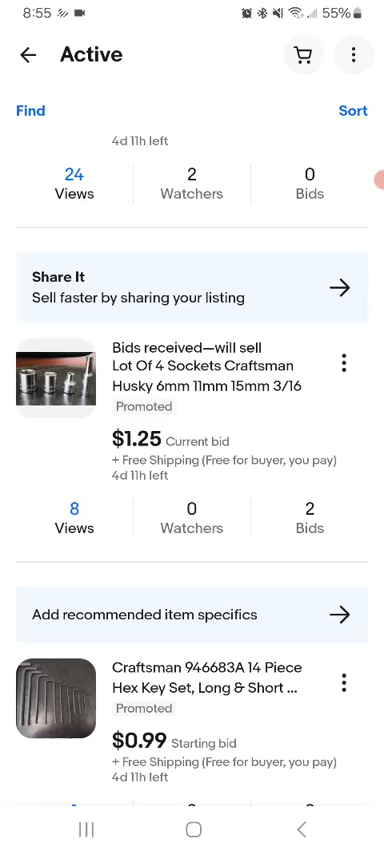 8:55 55%
Active
Find Sort
4d 11h left
24 2 0
Views Watchers Bids
Share It
Sell faster by sharing your listing
Bids received—will sell
Lot Of 4 Sockets Craftsman
Husky 6mm 11mm 15mm 3/16
Promoted
$1.25 Current bid
+ Free Shipping (Free for buyer, you pay)
4d 11h left
8 0 2
Views Watchers Bids
Add recommended item specifics
Craftsman 946683A 14 Piece
Hex Key Set, Long & Short ...
Promoted
$0.99 Starting bid
+ Free Shipping (Free for buyer, you pay)
4d 11h left